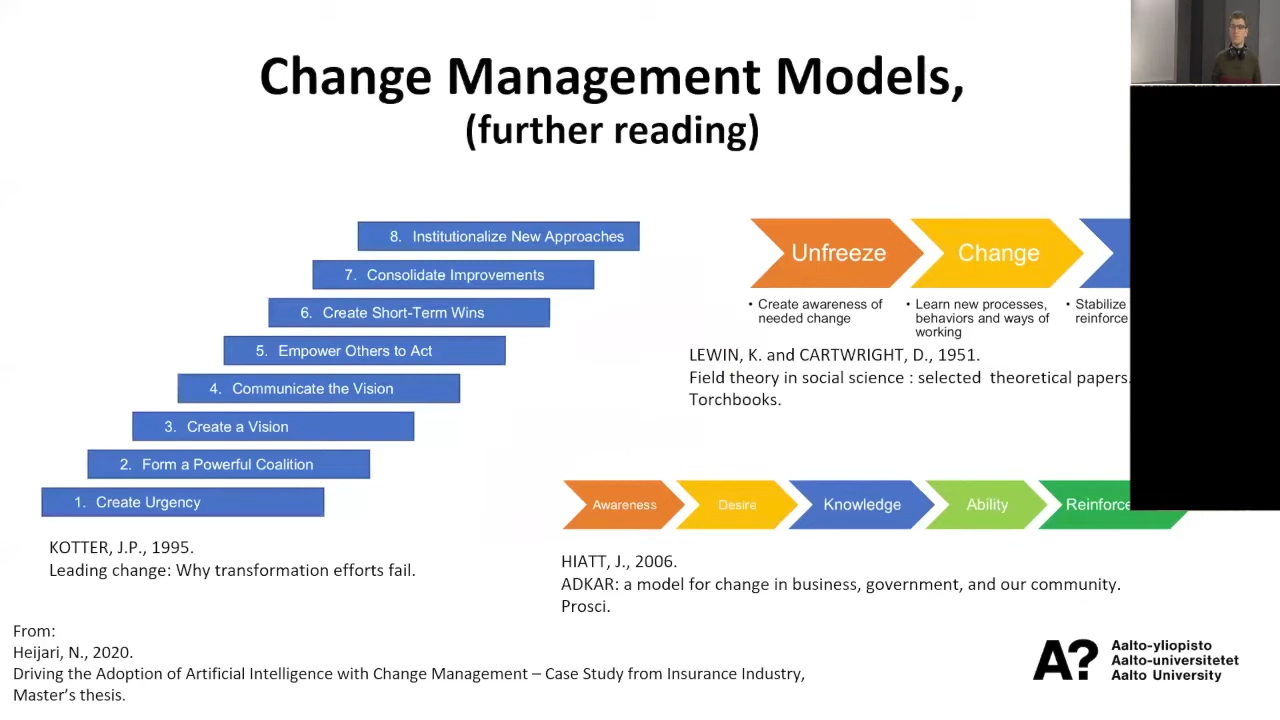 Change Management Models,
(further reading)
8. Institutionalize New Approaches
7. Consolidate Improvements
6. Create Short-Term Wins
5. Empower Others to Act
4. Communicate the Vision
3. Create a Vision
2. Form a Powerful Coalition
1. Create Urgency
KOTTER, J.P., 1995.
Leading change: Why transformation efforts fail.
Unfreeze
Change
• Create awareness of
needed change
• Learn new processes,
behaviors and ways of
working
• Stabilize
reinforce
LEWIN, K. and CARTWRIGHT, D., 1951.
Field theory in social science : selected theoretical papers.
Torchbooks.
Awareness
Desire
Knowledge
Ability
Reinforce
HIATT, J., 2006.
ADKAR: a model for change in business, government, and our community.
Prosci.
From:
Heijari, N., 2020.
Driving the Adoption of Artificial Intelligence with Change Management – Case Study from Insurance Industry,
Master's thesis.
A?
Aalto-yliopisto
Aalto-universitetet
Aalto University